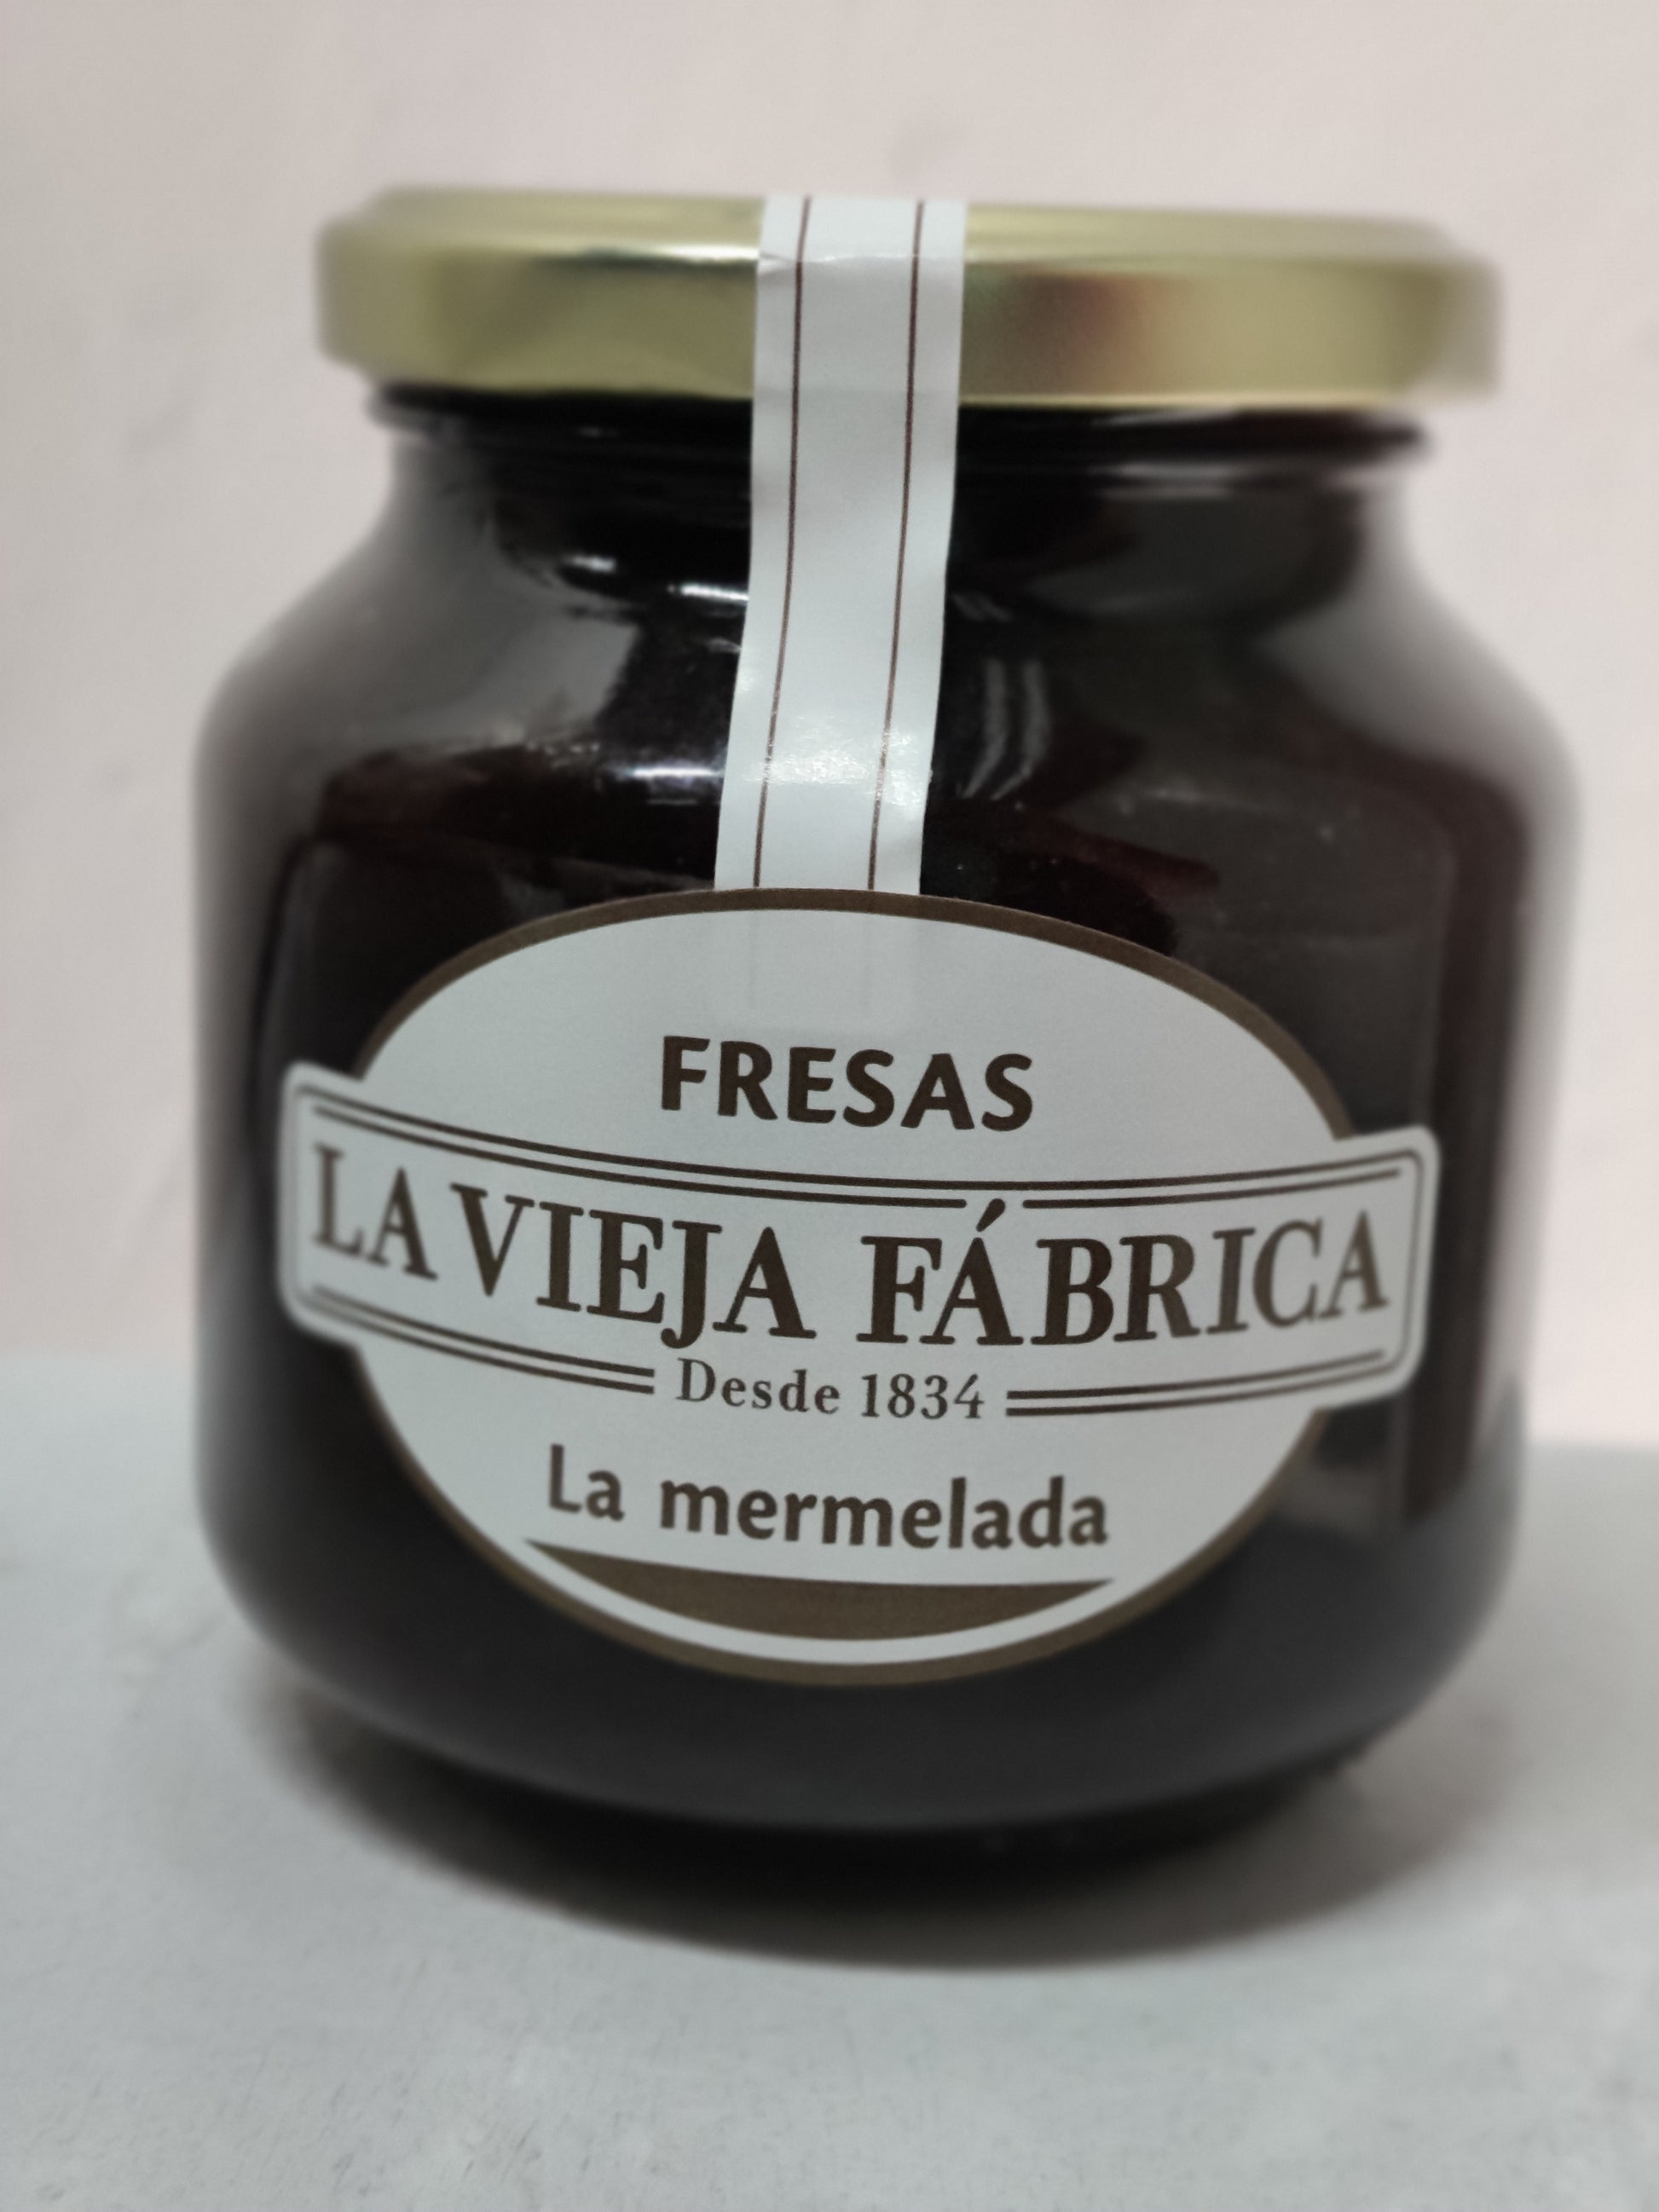 FRESAS
LA VIEJA FÁBRICA
Desde 1834
La mermelada